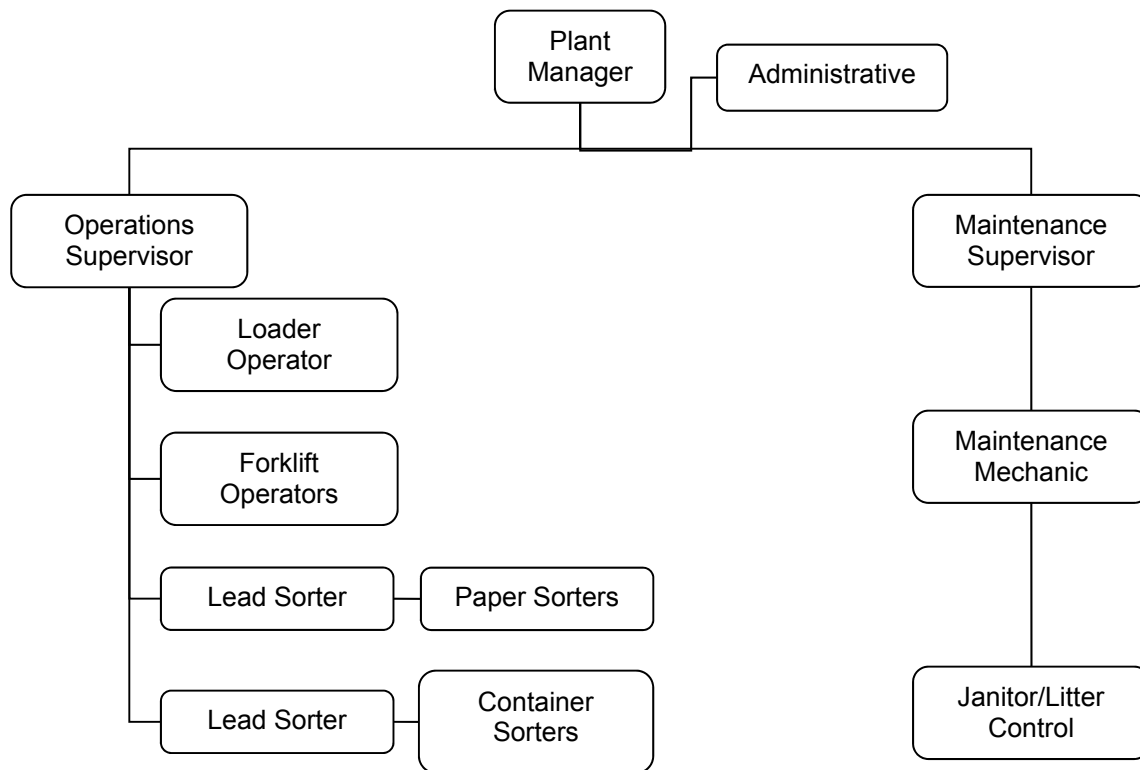 Plant
Manager
Administrative
Operations
Supervisor
Maintenance
Supervisor
Loader
Operator
Forklift
Operators
Maintenance
Mechanic
Lead Sorter
Paper Sorters
Lead Sorter
Container
Sorters
Janitor/Litter
Control